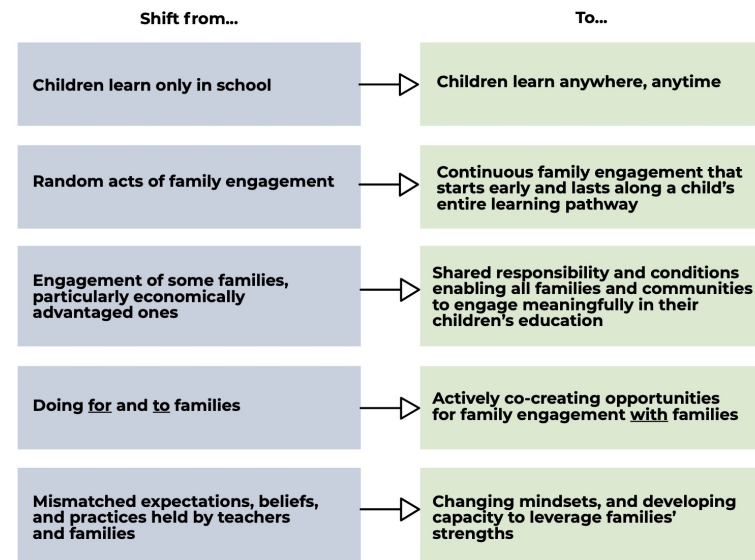 Shift from...
To...
Children learn only in school
Children learn anywhere, anytime
Random acts of family engagement
Continuous family engagement that
starts early and lasts along a child’s
entire learning pathway
Engagement of some families,
particularly economically
advantaged ones
Shared responsibility and conditions
enabling all families and communities
to engage meaningfully in their
children’s education
Doing for and to families
Actively co-creating opportunities
for family engagement with families
Mismatched expectations, beliefs,
and practices held by teachers
and families
Changing mindsets, and developing
capacity to leverage families’
strengths